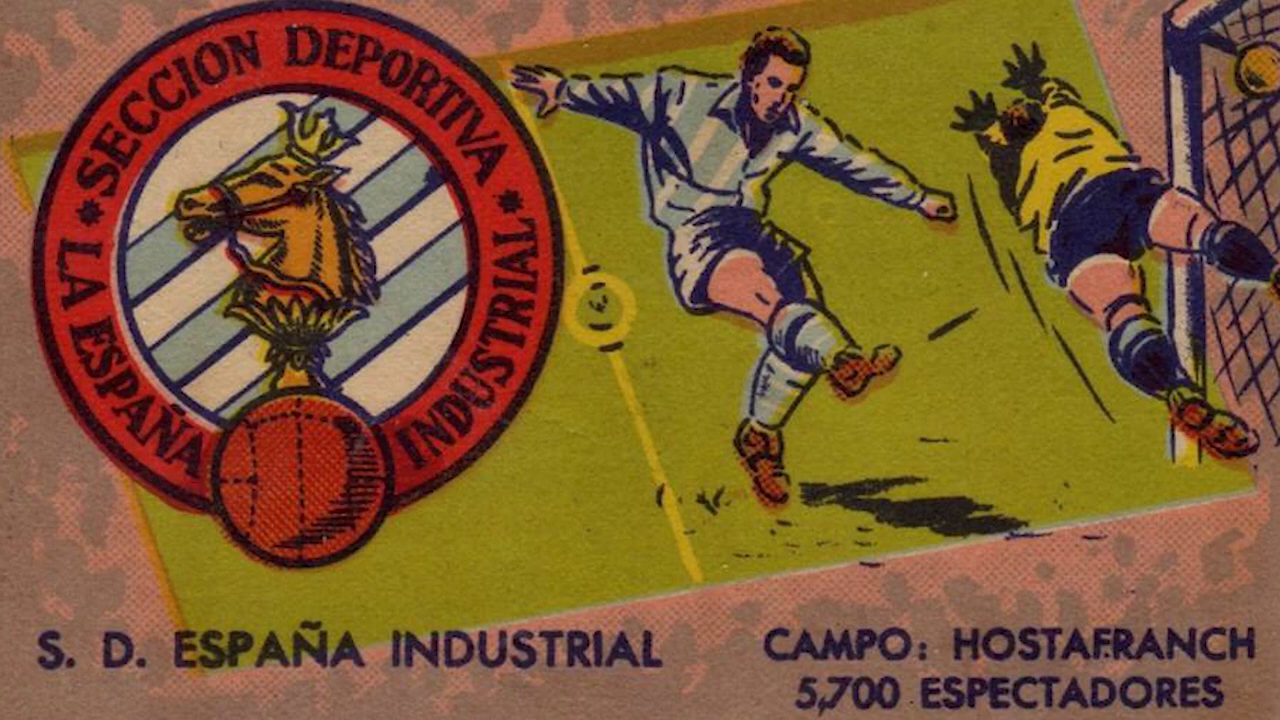 * SECCION DEPORTIVA *
LA ESPAÑA INDUSTRIAL
S. D. ESPAÑA INDUSTRIAL
CAMPO: HOSTAFRANCH
5,700 ESPECTADORES